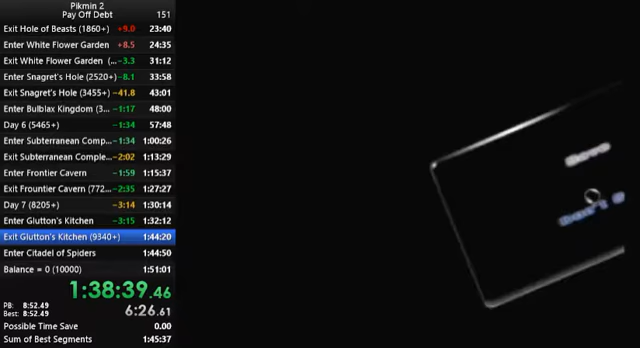 Pikmin 2
Pay Off Debt 151
Exit Hole of Beasts (1860+) +9.0 23:40
Enter White Flower Garden +8.5 24:35
Exit White Flower Garden (... -3.3 31:12
Enter Snagret's Hole (2520+) -8.1 33:58
Exit Snagret's Hole (3455+) -41.8 43:01
Enter Bulblax Kingdom (3... -1:17 48:00
Day 6 (5465+) -1:34 57:48
Enter Subterranean Comp... -1:34 1:00:26
Exit Subterranean Comple... -2:02 1:13:29
Enter Frontier Cavern -1:59 1:15:37
Exit Frountier Cavern (772... -2:35 1:27:27
Day 7 (8205+) -3:14 1:30:14
Enter Glutton's Kitchen -3:15 1:32:12
Exit Glutton's Kitchen (9340+) 1:44:20
Enter Citadel of Spiders 1:44:50
Balance = 0 (10000) 1:51:01
1:38:39.46
PB: 8:52.49
Best: 8:52.49 6:26.61
Possible Time Save 0.00
Sum of Best Segments 1:45:37
Save